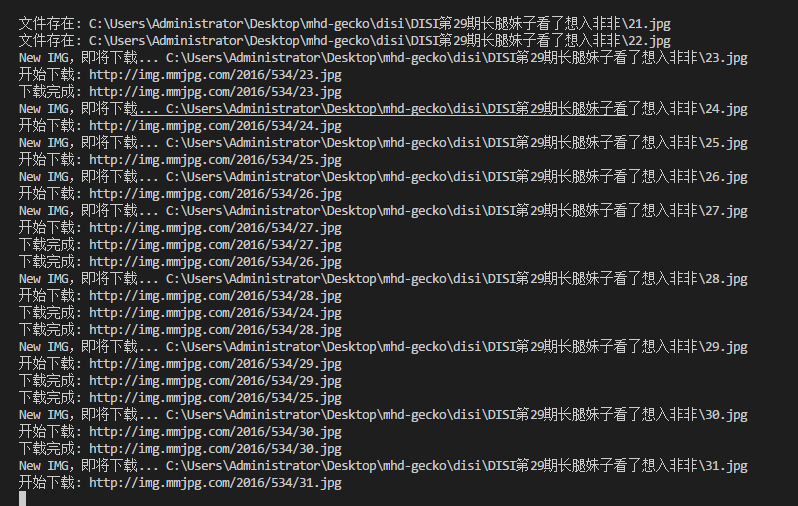 文件存在: C:\Users\Administrator\Desktop\mhd-gecko\disi\DISI第29期长腿妹子看了想入非非\21.jpg
文件存在: C:\Users\Administrator\Desktop\mhd-gecko\disi\DISI第29期长腿妹子看了想入非非\22.jpg
New IMG，即将下载... C:\Users\Administrator\Desktop\mhd-gecko\disi\DISI第29期长腿妹子看了想入非非\23.jpg
开始下载: http://img.mmjpg.com/2016/534/23.jpg
下载完成: http://img.mmjpg.com/2016/534/23.jpg
New IMG，即将下载... C:\Users\Administrator\Desktop\mhd-gecko\disi\DISI第29期长腿妹子看了想入非非\24.jpg
开始下载: http://img.mmjpg.com/2016/534/24.jpg
New IMG，即将下载... C:\Users\Administrator\Desktop\mhd-gecko\disi\DISI第29期长腿妹子看了想入非非\25.jpg
开始下载: http://img.mmjpg.com/2016/534/25.jpg
New IMG，即将下载... C:\Users\Administrator\Desktop\mhd-gecko\disi\DISI第29期长腿妹子看了想入非非\26.jpg
开始下载: http://img.mmjpg.com/2016/534/26.jpg
New IMG，即将下载... C:\Users\Administrator\Desktop\mhd-gecko\disi\DISI第29期长腿妹子看了想入非非\27.jpg
开始下载: http://img.mmjpg.com/2016/534/27.jpg
下载完成: http://img.mmjpg.com/2016/534/27.jpg
下载完成: http://img.mmjpg.com/2016/534/26.jpg
New IMG，即将下载... C:\Users\Administrator\Desktop\mhd-gecko\disi\DISI第29期长腿妹子看了想入非非\28.jpg
开始下载: http://img.mmjpg.com/2016/534/28.jpg
下载完成: http://img.mmjpg.com/2016/534/24.jpg
下载完成: http://img.mmjpg.com/2016/534/28.jpg
New IMG，即将下载... C:\Users\Administrator\Desktop\mhd-gecko\disi\DISI第29期长腿妹子看了想入非非\29.jpg
开始下载: http://img.mmjpg.com/2016/534/29.jpg
下载完成: http://img.mmjpg.com/2016/534/29.jpg
下载完成: http://img.mmjpg.com/2016/534/25.jpg
New IMG，即将下载... C:\Users\Administrator\Desktop\mhd-gecko\disi\DISI第29期长腿妹子看了想入非非\30.jpg
开始下载: http://img.mmjpg.com/2016/534/30.jpg
下载完成: http://img.mmjpg.com/2016/534/30.jpg
New IMG，即将下载... C:\Users\Administrator\Desktop\mhd-gecko\disi\DISI第29期长腿妹子看了想入非非\31.jpg
开始下载: http://img.mmjpg.com/2016/534/31.jpg